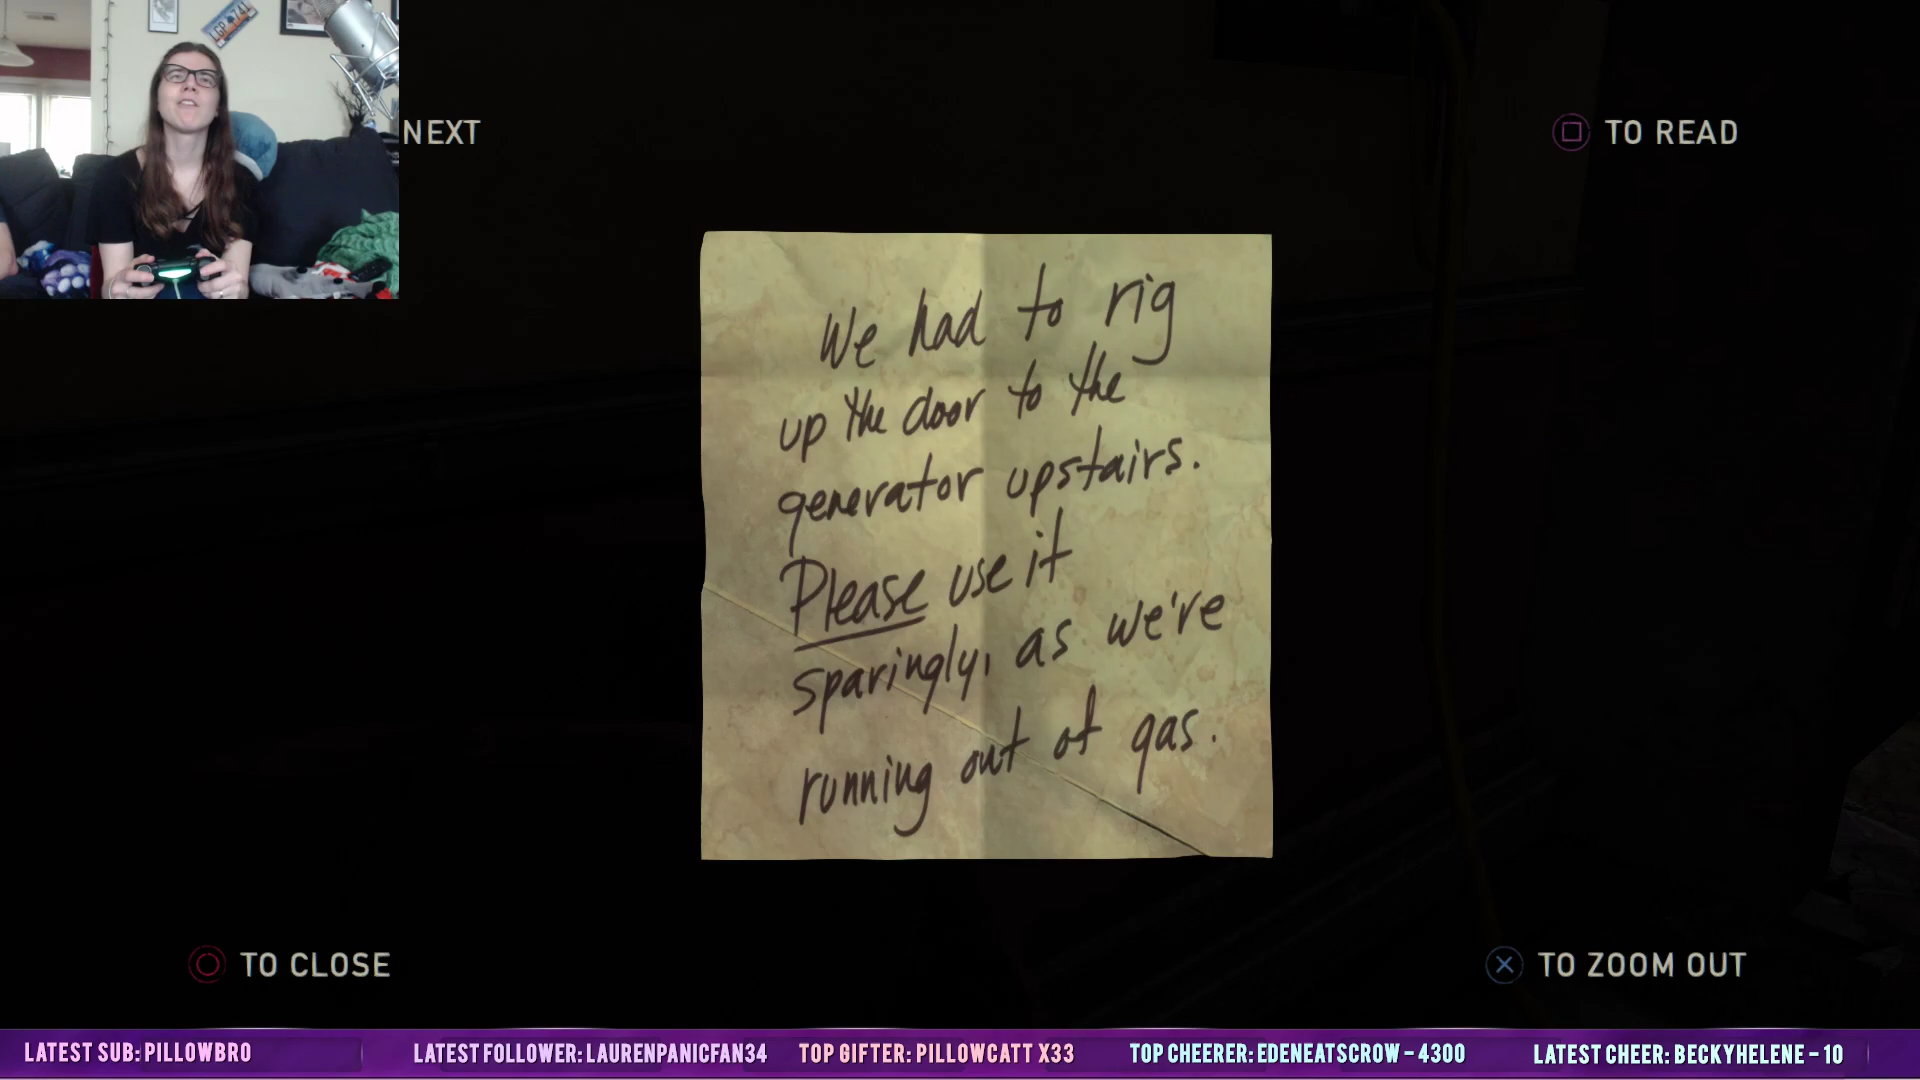 LGP 741
NEXT
TO READ
We had to rig
up the door to the
generator upstairs.
Please use it
sparingly, as we're
running out of gas.
TO CLOSE
TO ZOOM OUT
LATEST SUB: PILLOWBRO
LATEST FOLLOWER: LAURENPANICFAN34
TOP GIFTER: PILLOWCATT X33
TOP CHEERER: EDENEATSCROW - 4300
LATEST CHEER: BECKYHELENE - 10